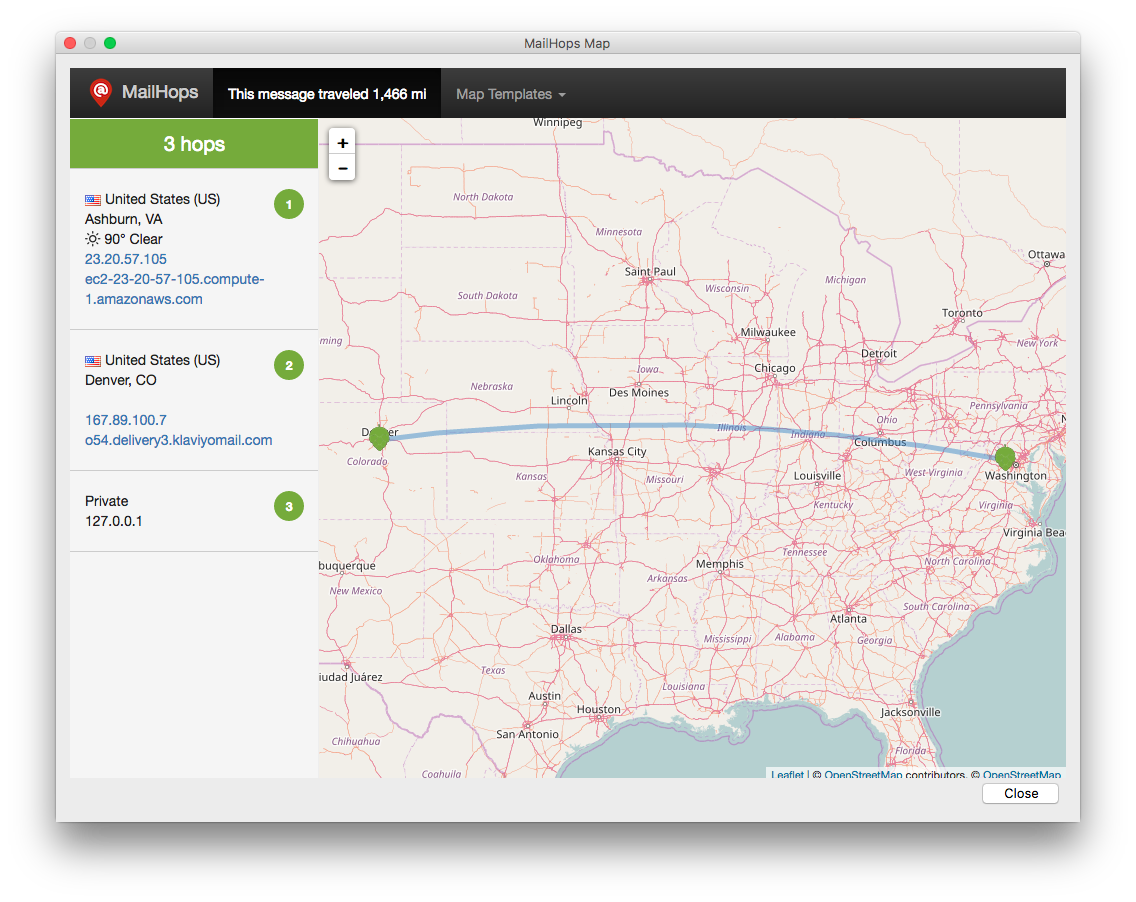 MailHops Map
MailHops
This message traveled 1,466 mi
Map Templates
3 hops
United States (US)
1
Ashburn, VA
90° Clear
23.20.57.105
ec2-23-20-57-105.compute-
1.amazonaws.com
United States (US)
2
Denver, CO
167.89.100.7
o54.delivery3.klaviyomail.com
Private
3
127.0.0.1
+
-
Winnipeg
North Dakota
Minnesota
Ottawa
Saint Paul
Michigan
Wisconsin
South Dakota
Toronto
Milwaukee
ming
New York
Detroit
Chicago
Iowa
Nebraska
Des Moines
Lincoln
Pennsylvania
Ohio
Illinois
Indiana
Columbus
Kansas City
Colorado
West Virginia
Kansas
Missouri
Louisville
Washington
Kentucky
Virginia
Virginia Bea
Tennessee
Oklahoma
North Carolina
buquerque
Memphis
Arkansas
New Mexico
South Carolina
Atlanta
Dallas
Mississippi
Alabama
Georgia
Texas
iudad Juárez
Louisiana
Austin
Houston
Jacksonville
San Antonio
Chihuahua
Florida
Coahuila
Leaflet | © OpenStreetMap contributors, © OpenStreetMap
Close